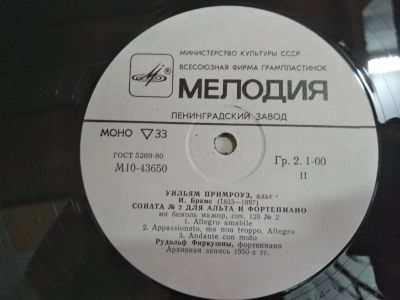 МИНИСТЕРСТВО КУЛЬТУРЫ СССР
ВСЕСОЮЗНАЯ ФИРМА ГРАМПЛАСТИНОК
МЕЛОДИЯ
ЛЕНИНГРАДСКИЙ ЗАВОД
МОНО ▽ 33
ГОСТ 5289-80
М10-43650
Гр. 2. 1-00
II
УИЛЬЯМ ПРИМРОУЗ, альт
И. Брамс (1833—1897)
СОНАТА № 2 ДЛЯ АЛЬТА И ФОРТЕПИАНО
ми бемоль мажор, соч. 120 № 2
1. Allegro amabile
2. Appassionato, ma non troppo. Allegro
3. Andante con moto
Рудольф Фиркушны, фортепиано
Архивная запись 1950-х гг.